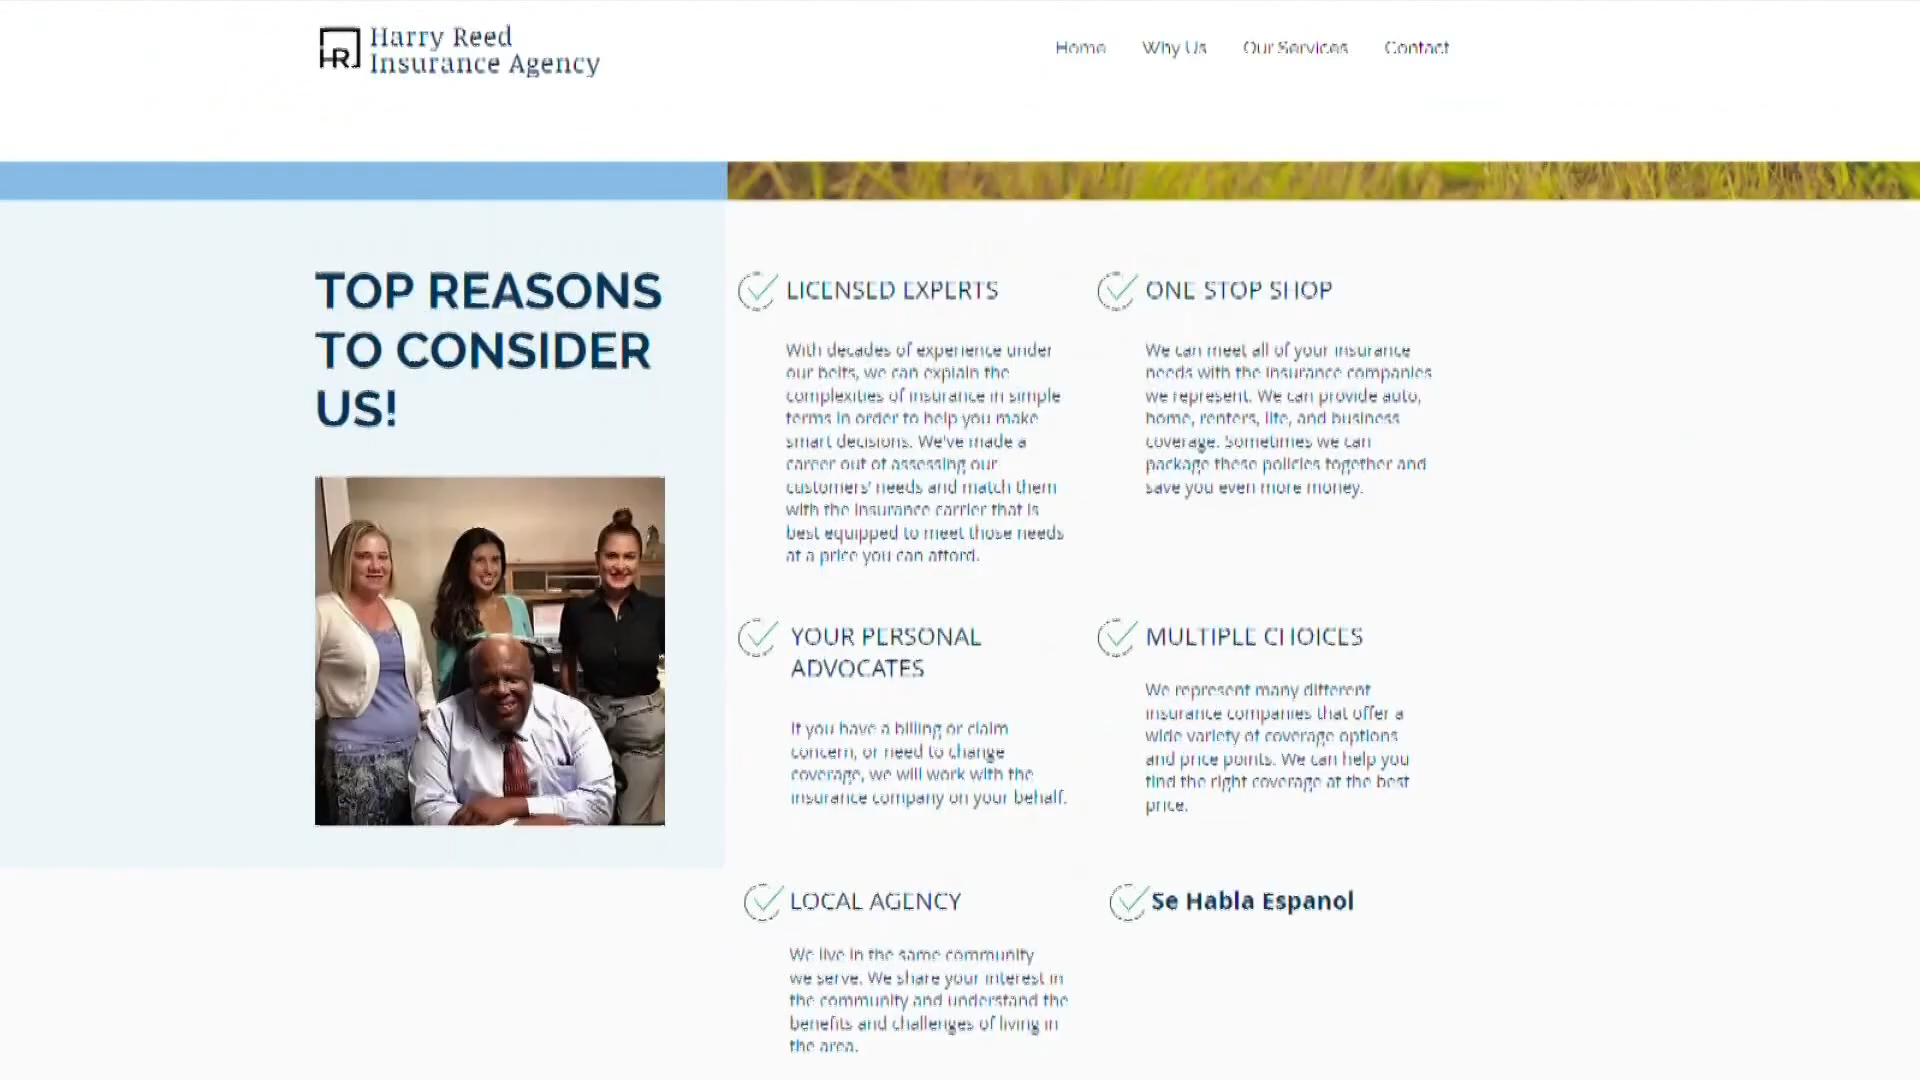 Harry Reed
Insurance Agency
Home
Why Us
Our Services
Contact
TOP REASONS
TO CONSIDER
US!
LICENSED EXPERTS
With decades of experience under
our belts, we can explain the
complexities of insurance in simple
terms in order to help you make
smart decisions. We've made a
career out of assessing our
customers' needs and match them
with the insurance carrier that is
best equipped to meet those needs
at a price you can afford.
ONE STOP SHOP
We can meet all of your insurance
needs with the insurance companies
we represent. We can provide auto,
home, renters, life, and business
coverage. Sometimes we can
package these policies together and
save you even more money.
YOUR PERSONAL
ADVOCATES
If you have a billing or claim
concern, or need to change
coverage, we will work with the
insurance company on your behalf.
MULTIPLE CHOICES
We represent many different
insurance companies that offer a
wide variety of coverage options
and price points. We can help you
find the right coverage at the best
price.
LOCAL AGENCY
We live in the same community
we serve. We share your interest in
the community and understand the
benefits and challenges of living in
the area.
Se Habla Espanol